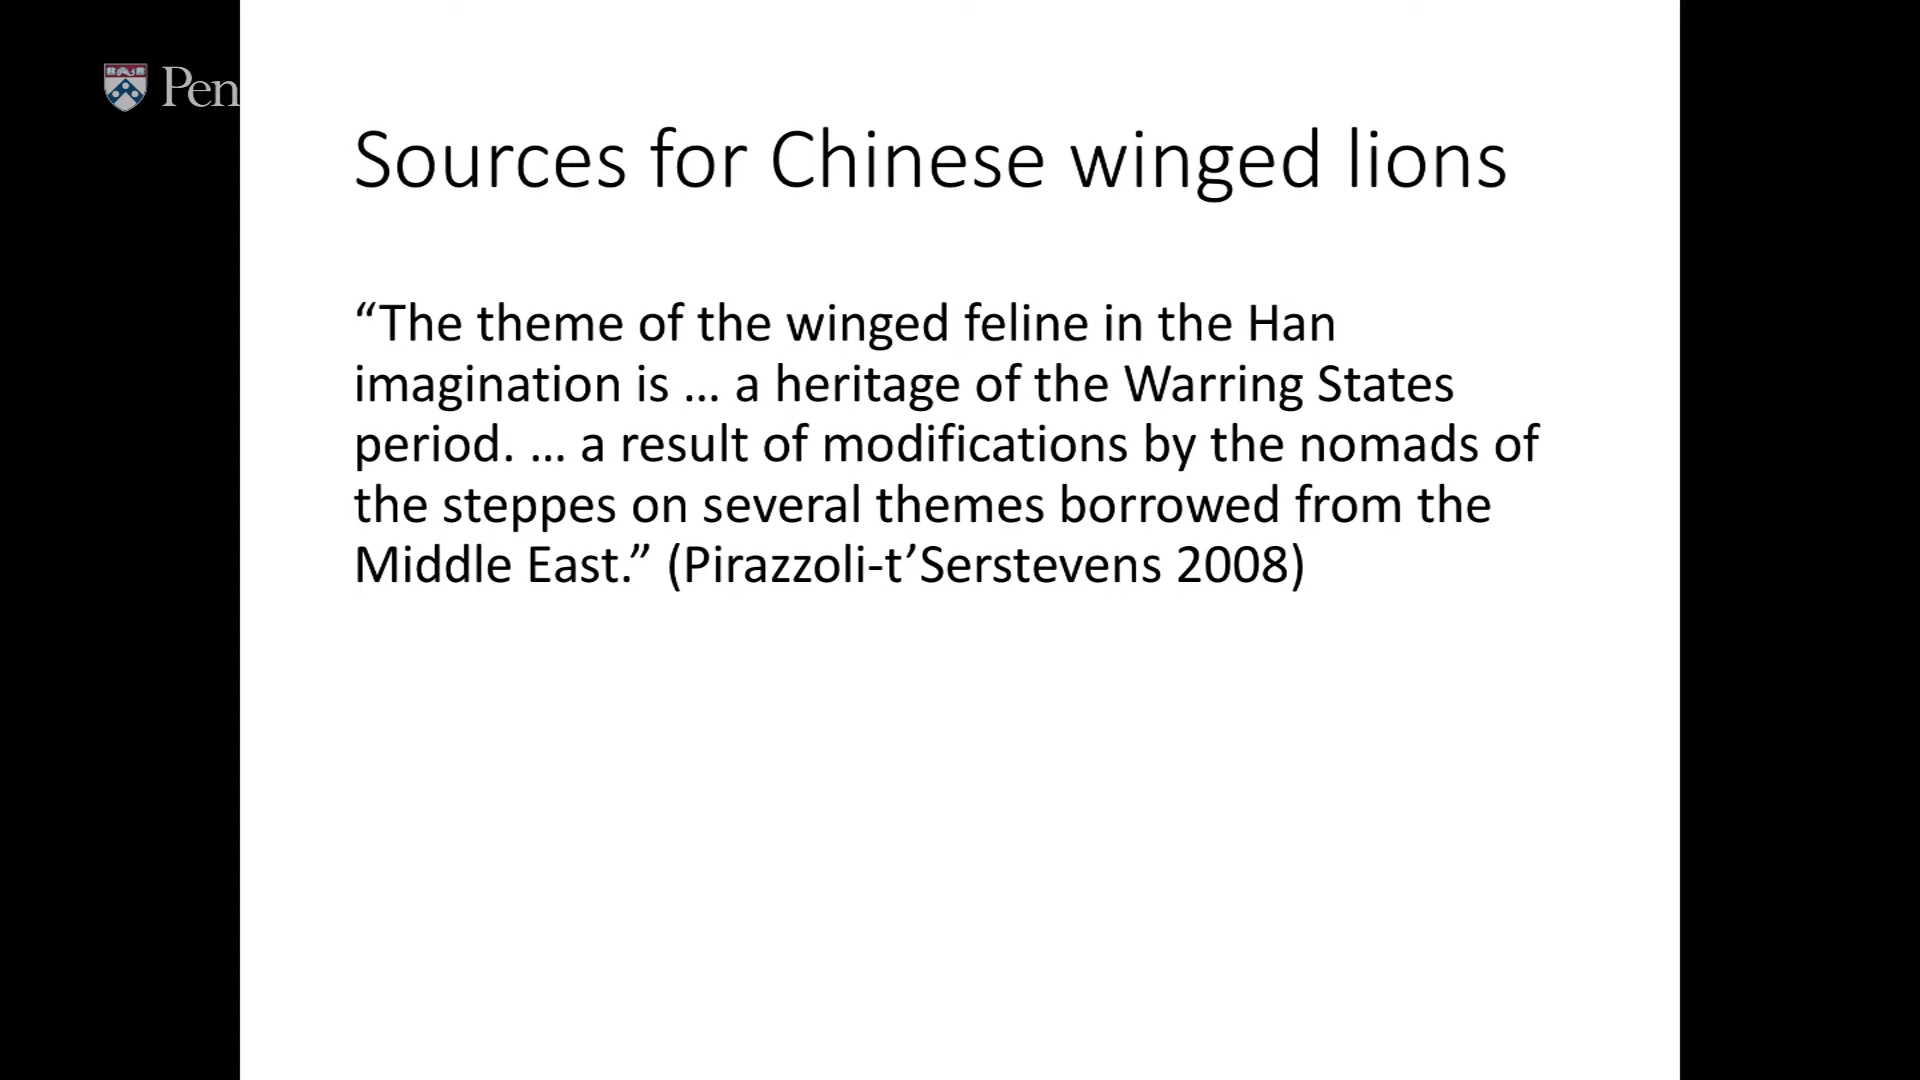 Pen
Sources for Chinese winged lions
“The theme of the winged feline in the Han
imagination is … a heritage of the Warring States
period. … a result of modifications by the nomads of
the steppes on several themes borrowed from the
Middle East.” (Pirazzoli-t’Serstevens 2008)